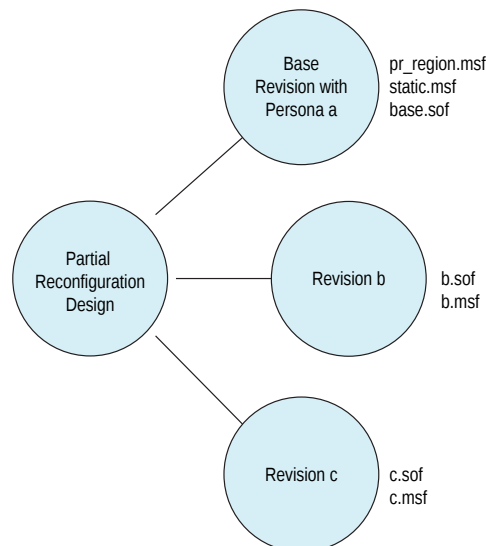 Base
Revision with
Persona a
pr_region.msf
static.msf
base.sof
Partial
Reconfiguration
Design
Revision b
b.sof
b.msf
Revision c
c.sof
c.msf